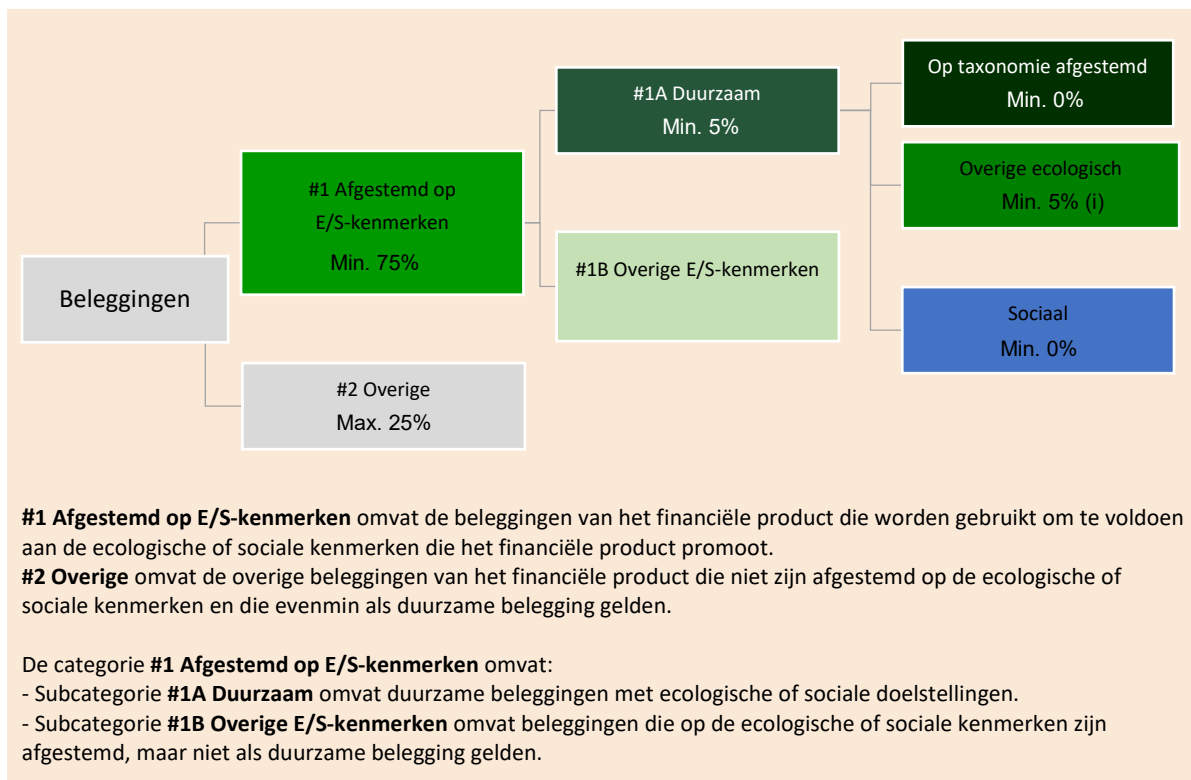 Op taxonomie afgestemd
Min. 0%
#1A Duurzaam
Min. 5%
Overige ecologisch
Min. 5% (i)
#1 Afgestemd op
E/S-kenmerken
Min. 75%
#1B Overige E/S-kenmerken
Beleggingen
Sociaal
Min. 0%
#2 Overige
Max. 25%
#1 Afgestemd op E/S-kenmerken omvat de beleggingen van het financiële product die worden gebruikt om te voldoen
aan de ecologische of sociale kenmerken die het financiële product promoot.
#2 Overige omvat de overige beleggingen van het financiële product die niet zijn afgestemd op de ecologische of
sociale kenmerken en die evenmin als duurzame belegging gelden.
De categorie #1 Afgestemd op E/S-kenmerken omvat:
- Subcategorie #1A Duurzaam omvat duurzame beleggingen met ecologische of sociale doelstellingen.
- Subcategorie #1B Overige E/S-kenmerken omvat beleggingen die op de ecologische of sociale kenmerken zijn
afgestemd, maar niet als duurzame belegging gelden.